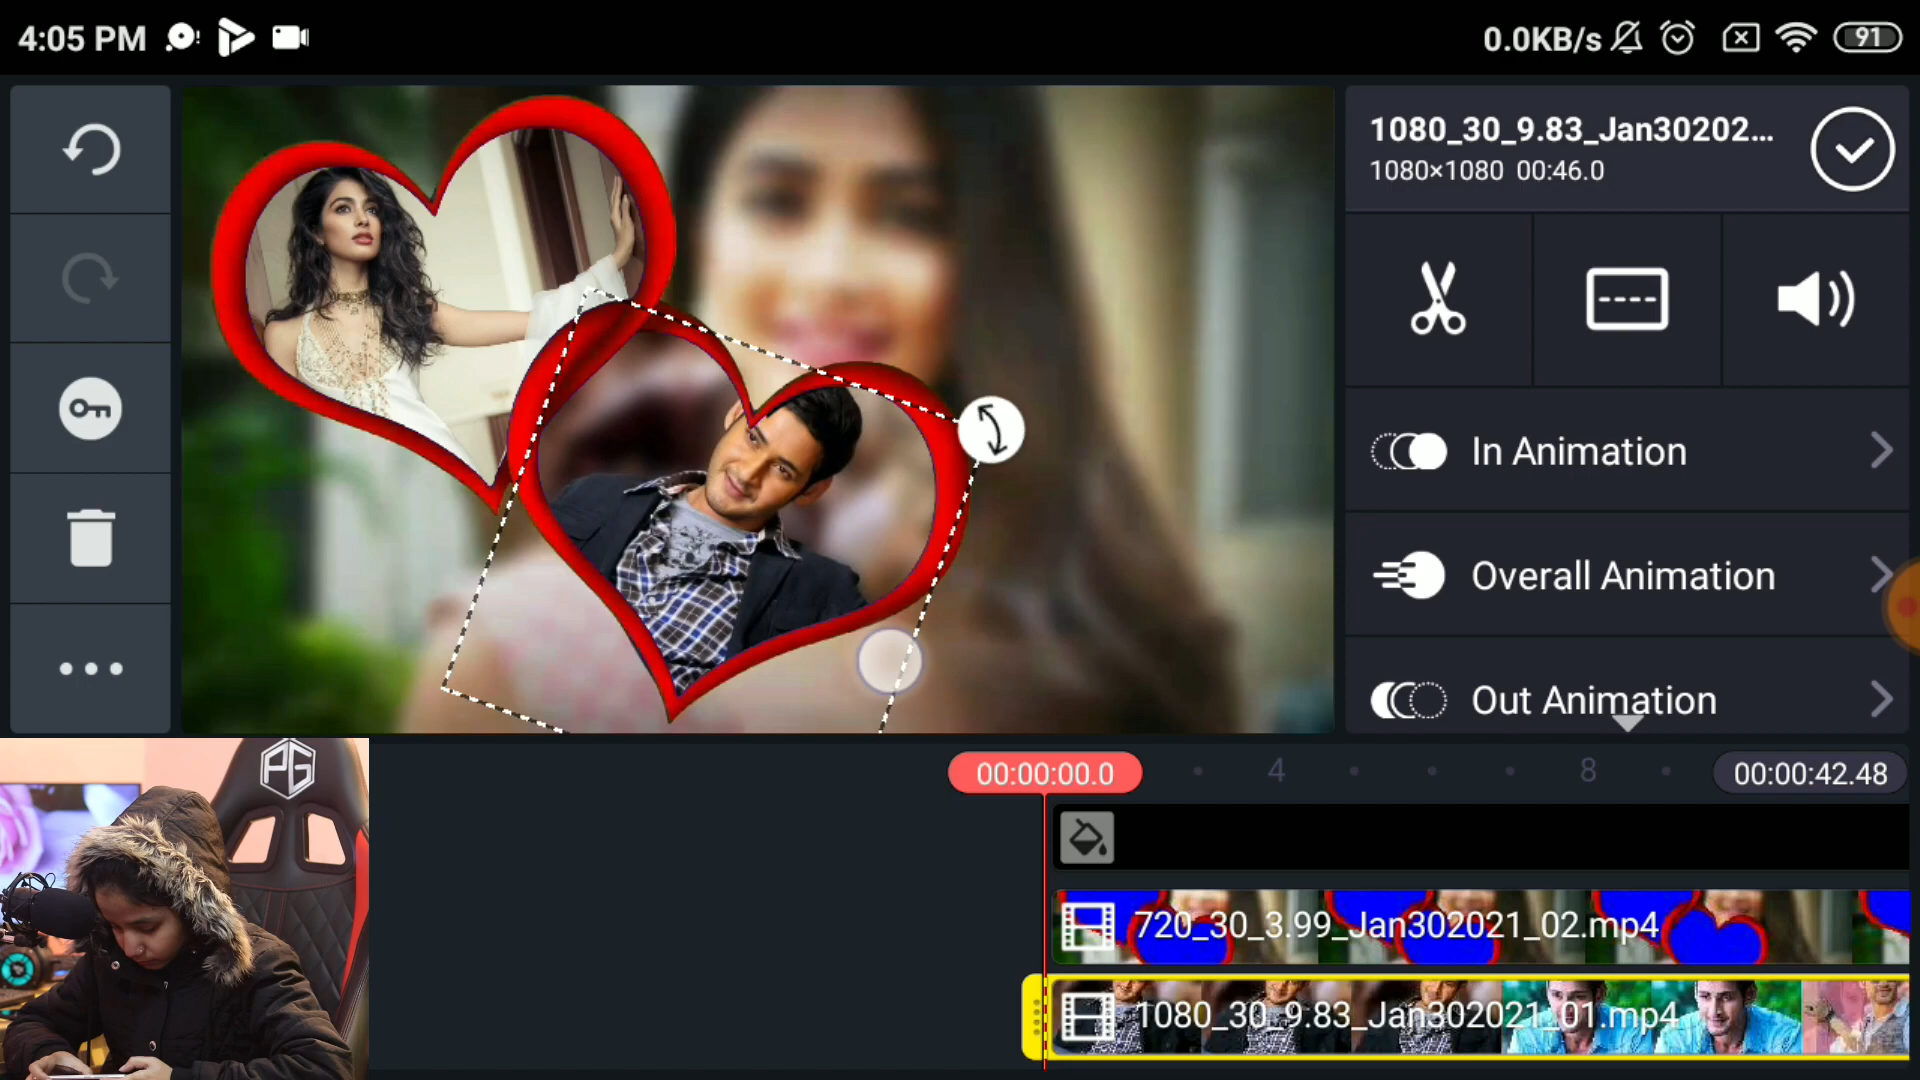 4:05 PM
0.0KB/s
91
1080_30_9.83_Jan30202...
1080×1080 00:46.0
In Animation
Overall Animation
Out Animation
00:00:00.0
4
8
00:00:42.48
720_30_3.99_Jan302021_02.mp4
1080_30_9.83_Jan302021_01.mp4
PG